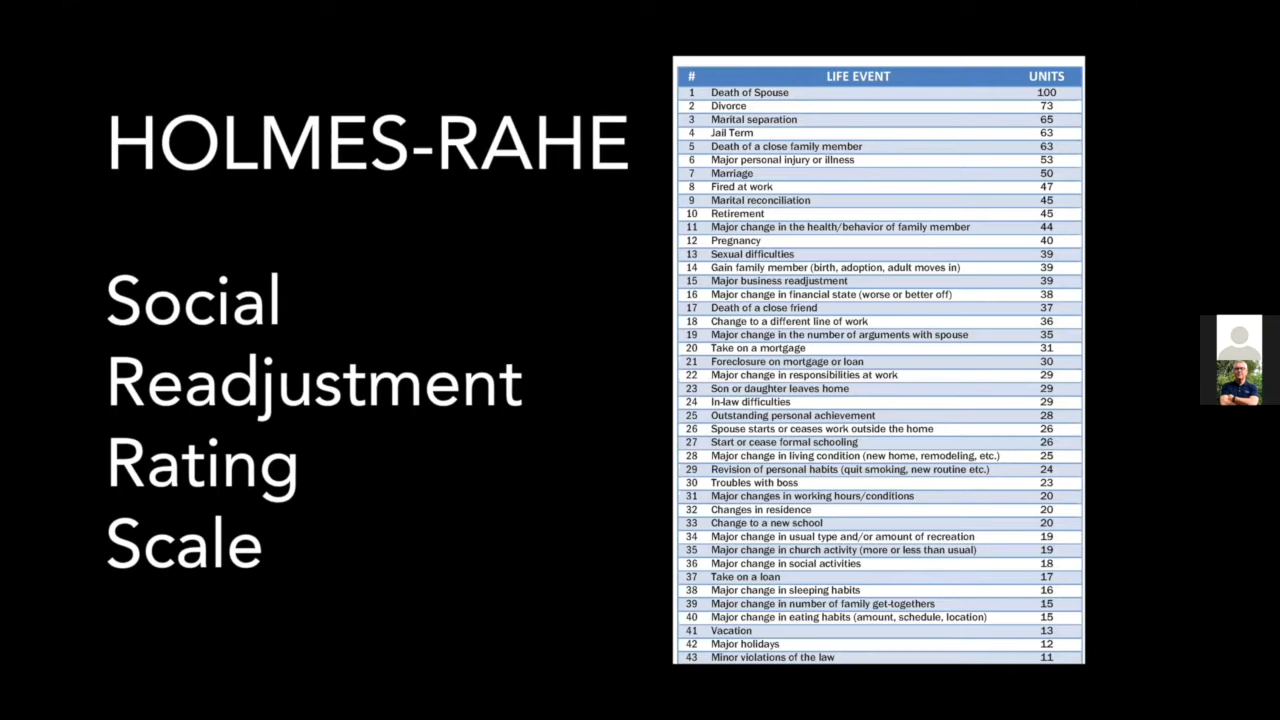 HOLMES-RAHE
Social
Readjustment
Rating
Scale
# LIFE EVENT UNITS
1 Death of Spouse 100
2 Divorce 73
3 Marital separation 65
4 Jail Term 63
5 Death of a close family member 63
6 Major personal injury or illness 53
7 Marriage 50
8 Fired at work 47
9 Marital reconciliation 45
10 Retirement 45
11 Major change in the health/behavior of family member 44
12 Pregnancy 40
13 Sexual difficulties 39
14 Gain family member (birth, adoption, adult moves in) 39
15 Major business readjustment 39
16 Major change in financial state (worse or better off) 38
17 Death of a close friend 37
18 Change to a different line of work 36
19 Major change in the number of arguments with spouse 35
20 Take on a mortgage 31
21 Foreclosure on mortgage or loan 30
22 Major change in responsibilities at work 29
23 Son or daughter leaves home 29
24 In-law difficulties 29
25 Outstanding personal achievement 28
26 Spouse starts or ceases work outside the home 26
27 Start or cease formal schooling 26
28 Major change in living condition (new home, remodeling, etc.) 25
29 Revision of personal habits (quit smoking, new routine etc.) 24
30 Troubles with boss 23
31 Major changes in working hours/conditions 20
32 Changes in residence 20
33 Change to a new school 20
34 Major change in usual type and/or amount of recreation 19
35 Major change in church activity (more or less than usual) 19
36 Major change in social activities 18
37 Take on a loan 17
38 Major change in sleeping habits 16
39 Major change in number of family get-togethers 15
40 Major change in eating habits (amount, schedule, location) 15
41 Vacation 13
42 Major holidays 12
43 Minor violations of the law 11